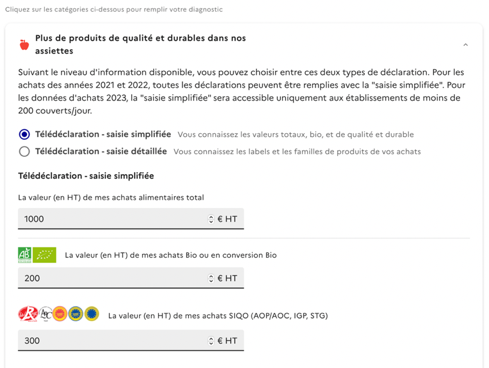 Cliquez sur les catégories ci-dessous pour remplir votre diagnostic
Plus de produits de qualité et durables dans nos
assiettes
Suivant le niveau d'information disponible, vous pouvez choisir entre ces deux types de déclaration. Pour les
achats des années 2021 et 2022, toutes les déclarations peuvent être remplies avec la "saisie simplifiée". Pour
les données d'achats 2023, la "saisie simplifiée" sera accessible uniquement aux établissements de moins de
200 couverts/jour.
Télédéclaration - saisie simplifiée Vous connaissez les valeurs totaux, bio, et de qualité et durable
Télédéclaration - saisie détaillée Vous connaissez les labels et les familles de produits de vos achats
Télédéclaration - saisie simplifiée
La valeur (en HT) de mes achats alimentaires total
1000 € HT
AB La valeur (en HT) de mes achats Bio ou en conversion Bio
200 € HT
La valeur (en HT) de mes achats SIQO (AOP/AOC, IGP, STG)
300 € HT